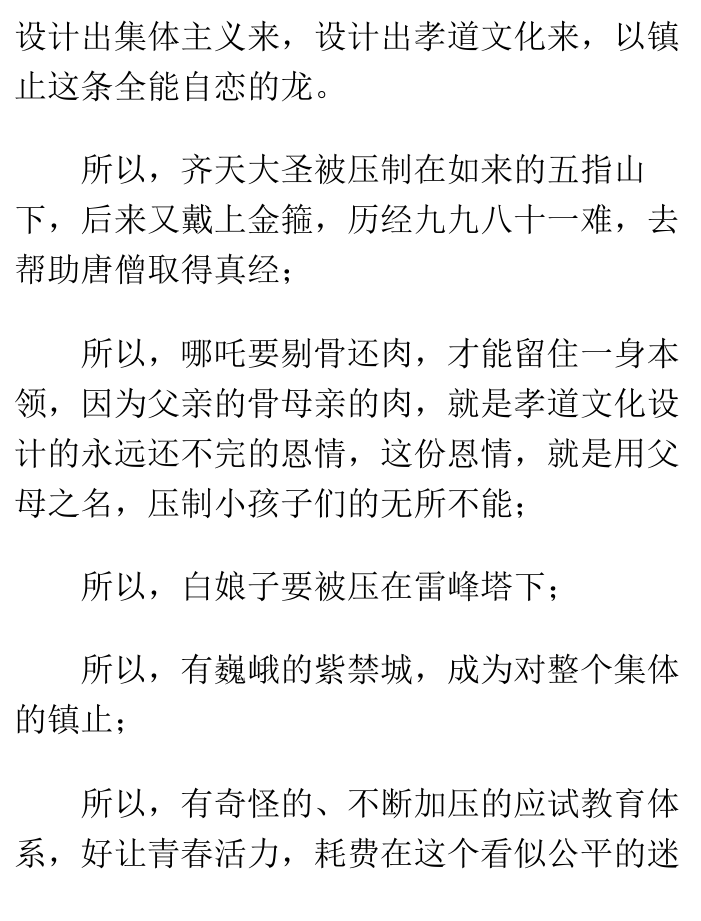 设计出集体主义来，设计出孝道文化来，以镇
止这条全能自恋的龙。
所以，齐天大圣被压制在如来的五指山
下，后来又戴上金箍，历经九九八十一难，去
帮助唐僧取得真经；
所以，哪吒要剔骨还肉，才能留住一身本
领，因为父亲的骨母亲的肉，就是孝道文化设
计的永远还不完的恩情，这份恩情，就是用父
母之名，压制小孩子们的无所不能；
所以，白娘子要被压在雷峰塔下；
所以，有巍峨的紫禁城，成为对整个集体
的镇止；
所以，有奇怪的、不断加压的应试教育体
系，好让青春活力，耗费在这个看似公平的迷